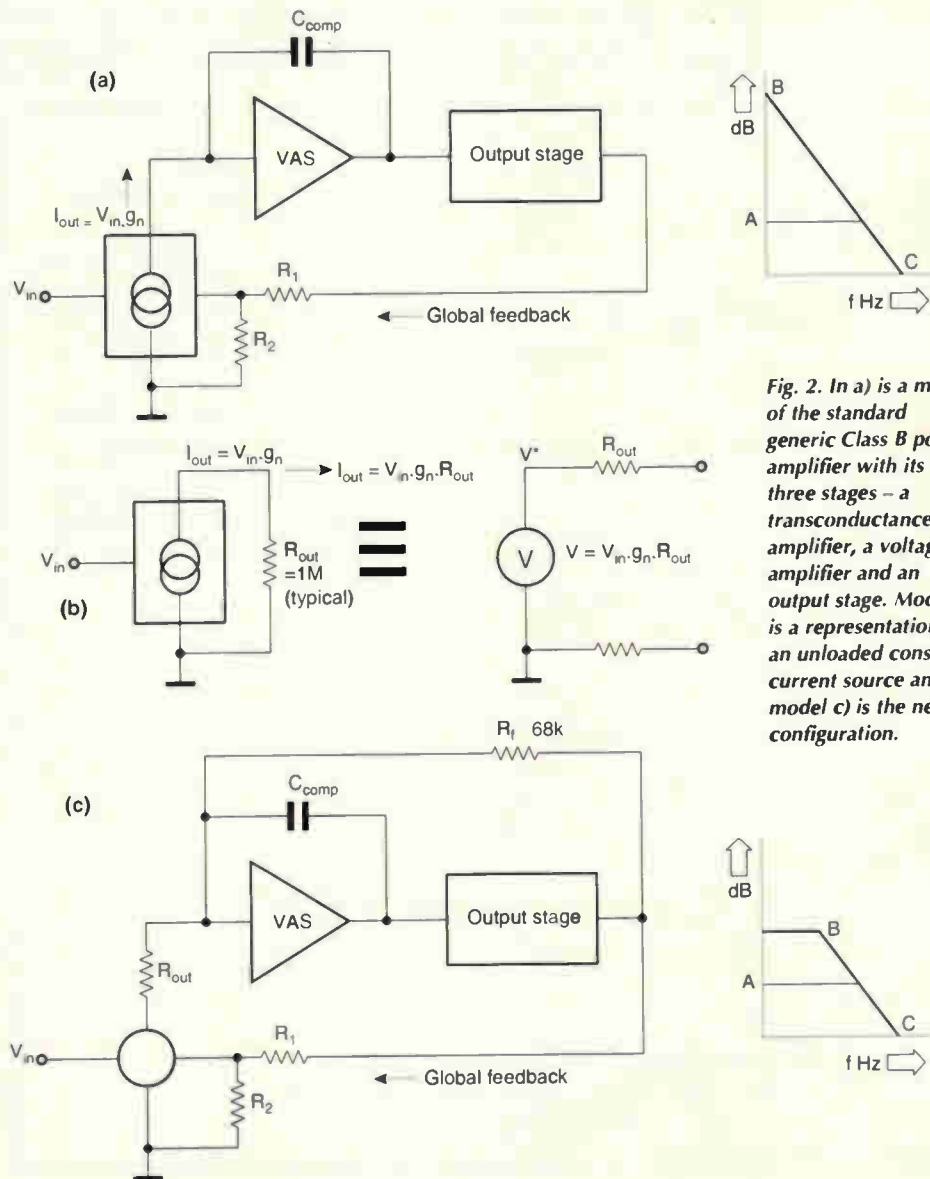 (a)
C_comp
VAS
Output stage
I_out = V_in.g_n
V_in
R_1
R_2
Global feedback
B
dB
A
C
f Hz
Fig. 2. In a) is a m
of the standard
generic Class B po
amplifier with its
three stages – a
transconductance
amplifier, a voltag
amplifier and an
output stage. Mod
is a representation
an unloaded cons
current source an
model c) is the ne
configuration.
(b)
I_out = V_in.g_n
I_out = V_in.g_n.R_out
V_in
R_out
=1M
(typical)
V*
R_out
V
V = V_in.g_n.R_out
(c)
R_f 68k
C_comp
VAS
Output stage
R_out
V_in
R_1
R_2
Global feedback
dB
B
A
C
f Hz